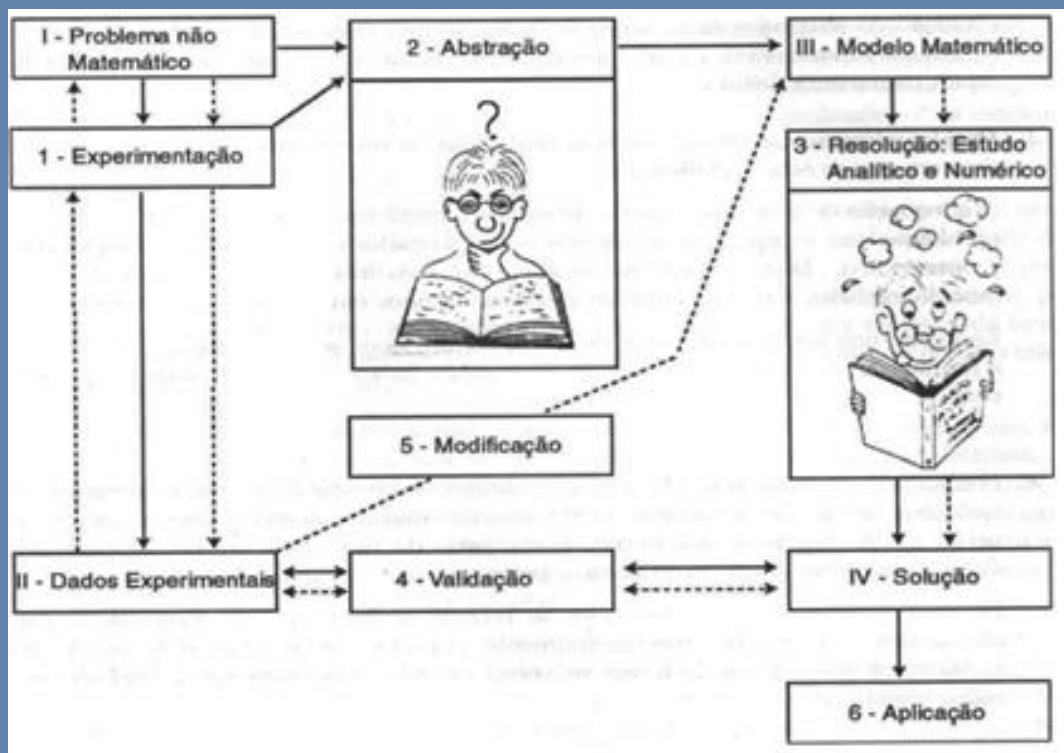 I - Problema não
Matemático
2 - Abstração
III - Modelo Matemático
1 - Experimentação
?
3 - Resolução: Estudo
Analítico e Numérico
5 - Modificação
II - Dados Experimentais
4 - Validação
IV - Solução
6 - Aplicação